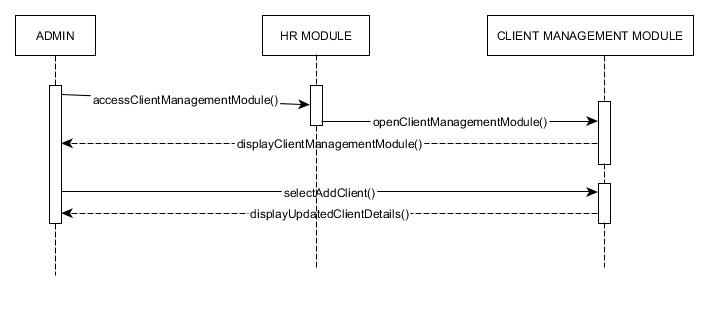 ADMIN
HR MODULE
CLIENT MANAGEMENT MODULE
accessClientManagementModule()
openClientManagementModule()
displayClientManagementModule()
selectAddClient()
displayUpdatedClientDetails()